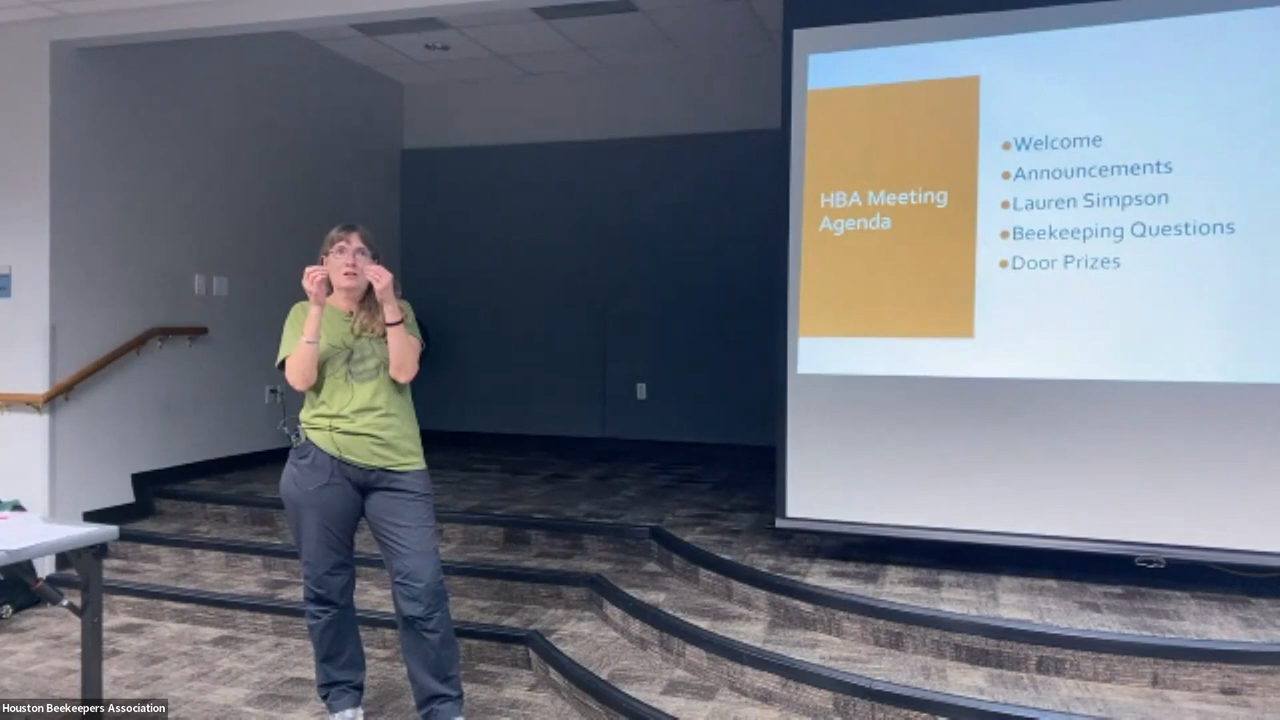 HBA Meeting
Agenda
●Welcome
●Announcements
●Lauren Simpson
●Beekeeping Questions
●Door Prizes
Houston Beekeepers Association